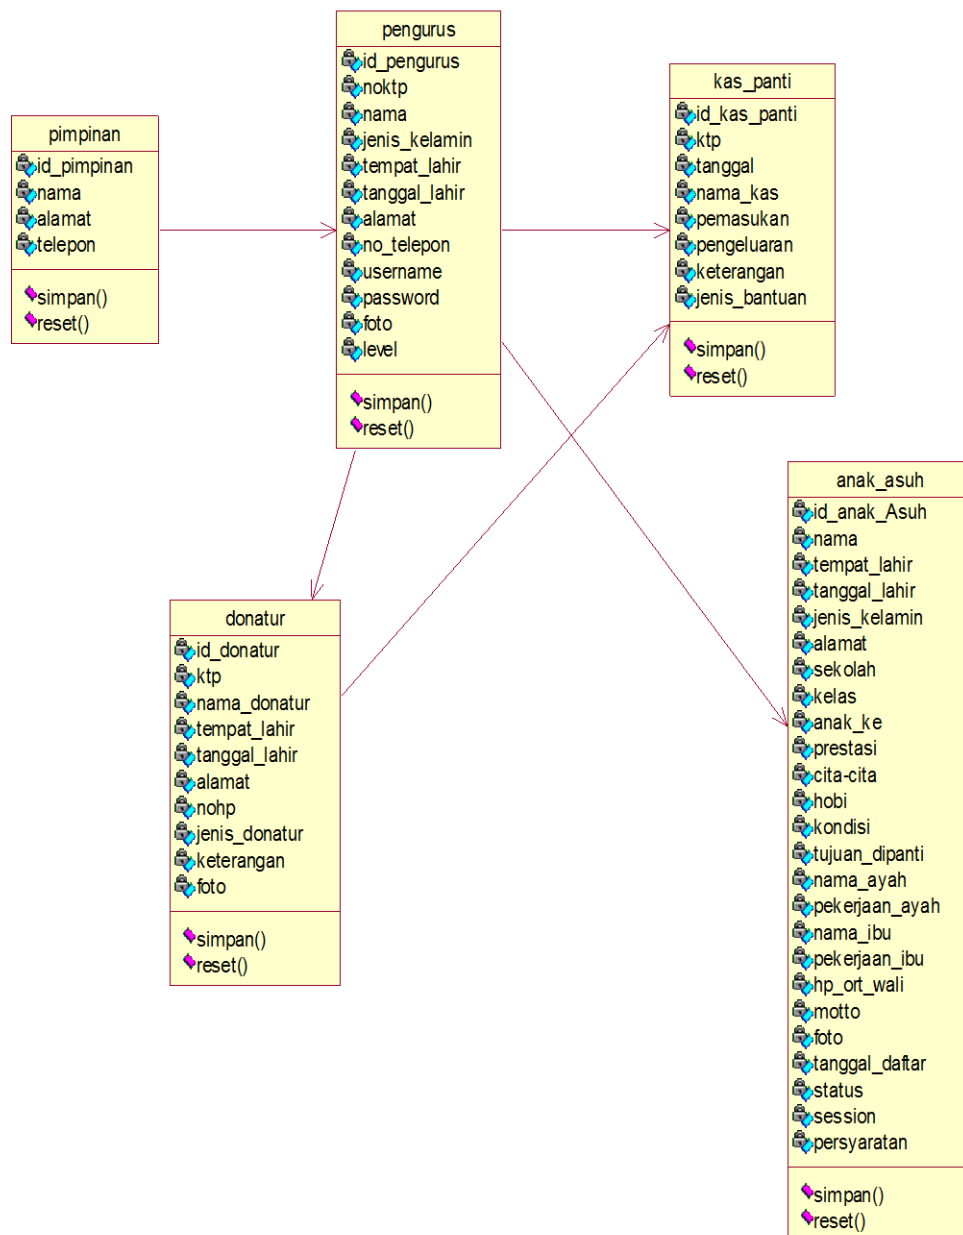 pengurus
id_pengurus
noktp
nama
jenis_kelamin
tempat_lahir
tanggal_lahir
alamat
no_telepon
username
password
foto
level
simpan()
reset()
kas_panti
id_kas_panti
ktp
tanggal
nama_kas
pemasukan
pengeluaran
keterangan
jenis_bantuan
simpan()
reset()
pimpinan
id_pimpinan
nama
alamat
telepon
simpan()
reset()
donatur
id_donatur
ktp
nama_donatur
tempat_lahir
tanggal_lahir
alamat
nohp
jenis_donatur
keterangan
foto
simpan()
reset()
anak_asuh
id_anak_Asuh
nama
tempat_lahir
tanggal_lahir
jenis_kelamin
alamat
sekolah
kelas
anak_ke
prestasi
cita-cita
hobi
kondisi
tujuan_dipanti
nama_ayah
pekerjaan_ayah
nama_ibu
pekerjaan_ibu
hp_ort_wali
motto
foto
tanggal_daftar
status
session
persyaratan
simpan()
reset()